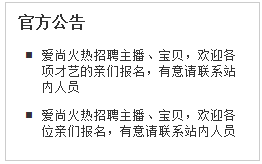 官方公告
爱尚火热招聘主播、宝贝，欢迎各
项才艺的亲们报名，有意请联系站
内人员
爱尚火热招聘主播、宝贝，欢迎各
位亲们报名，有意请联系站内人员